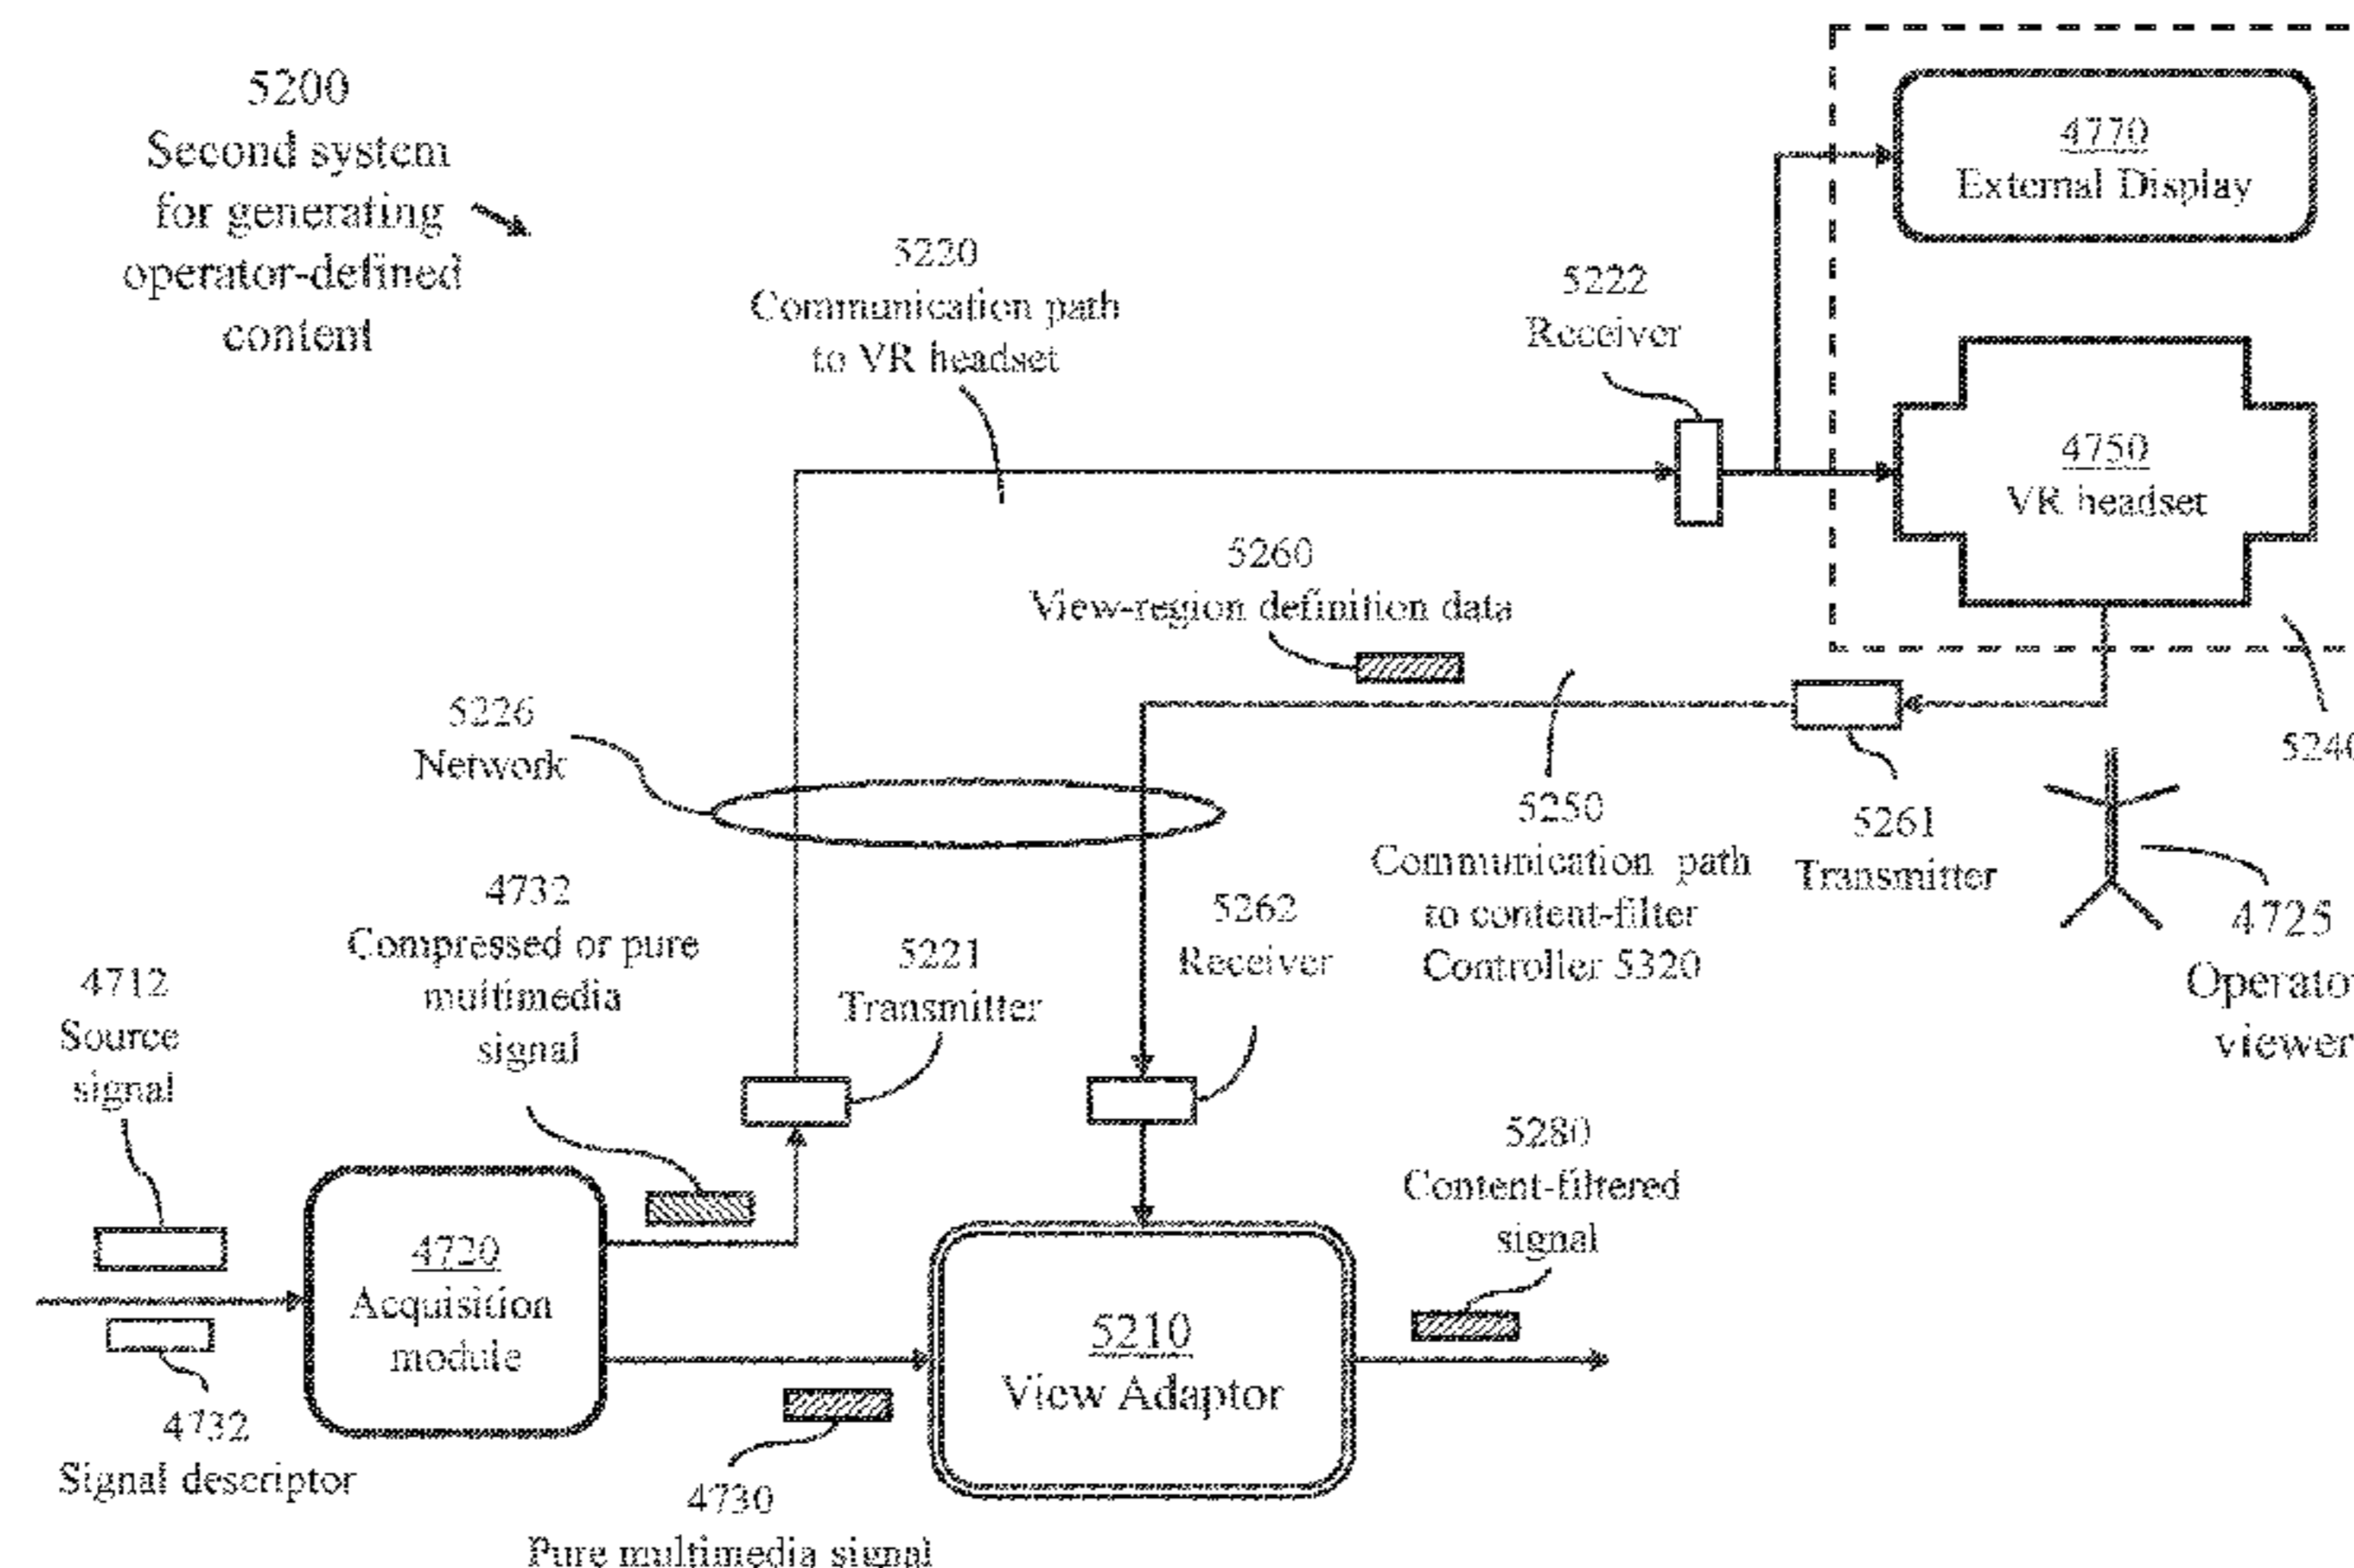 5200
Second system
for generating
operator-defined
content
5220
Communication path
to VR headset
5222
Receiver
4770
External Display
4750
VR headset
5260
View-region definition data
5226
Network
5240
5250
Communication path
to content-filter
Controller 5320
5261
Transmitter
4725
Operator
viewer
4732
Compressed or pure
multimedia
signal
5221
Transmitter
5262
Receiver
4712
Source
signal
4720
Acquisition
module
4732
Signal descriptor
4730
Pure multimedia signal
5210
View Adaptor
5280
Content-filtered
signal